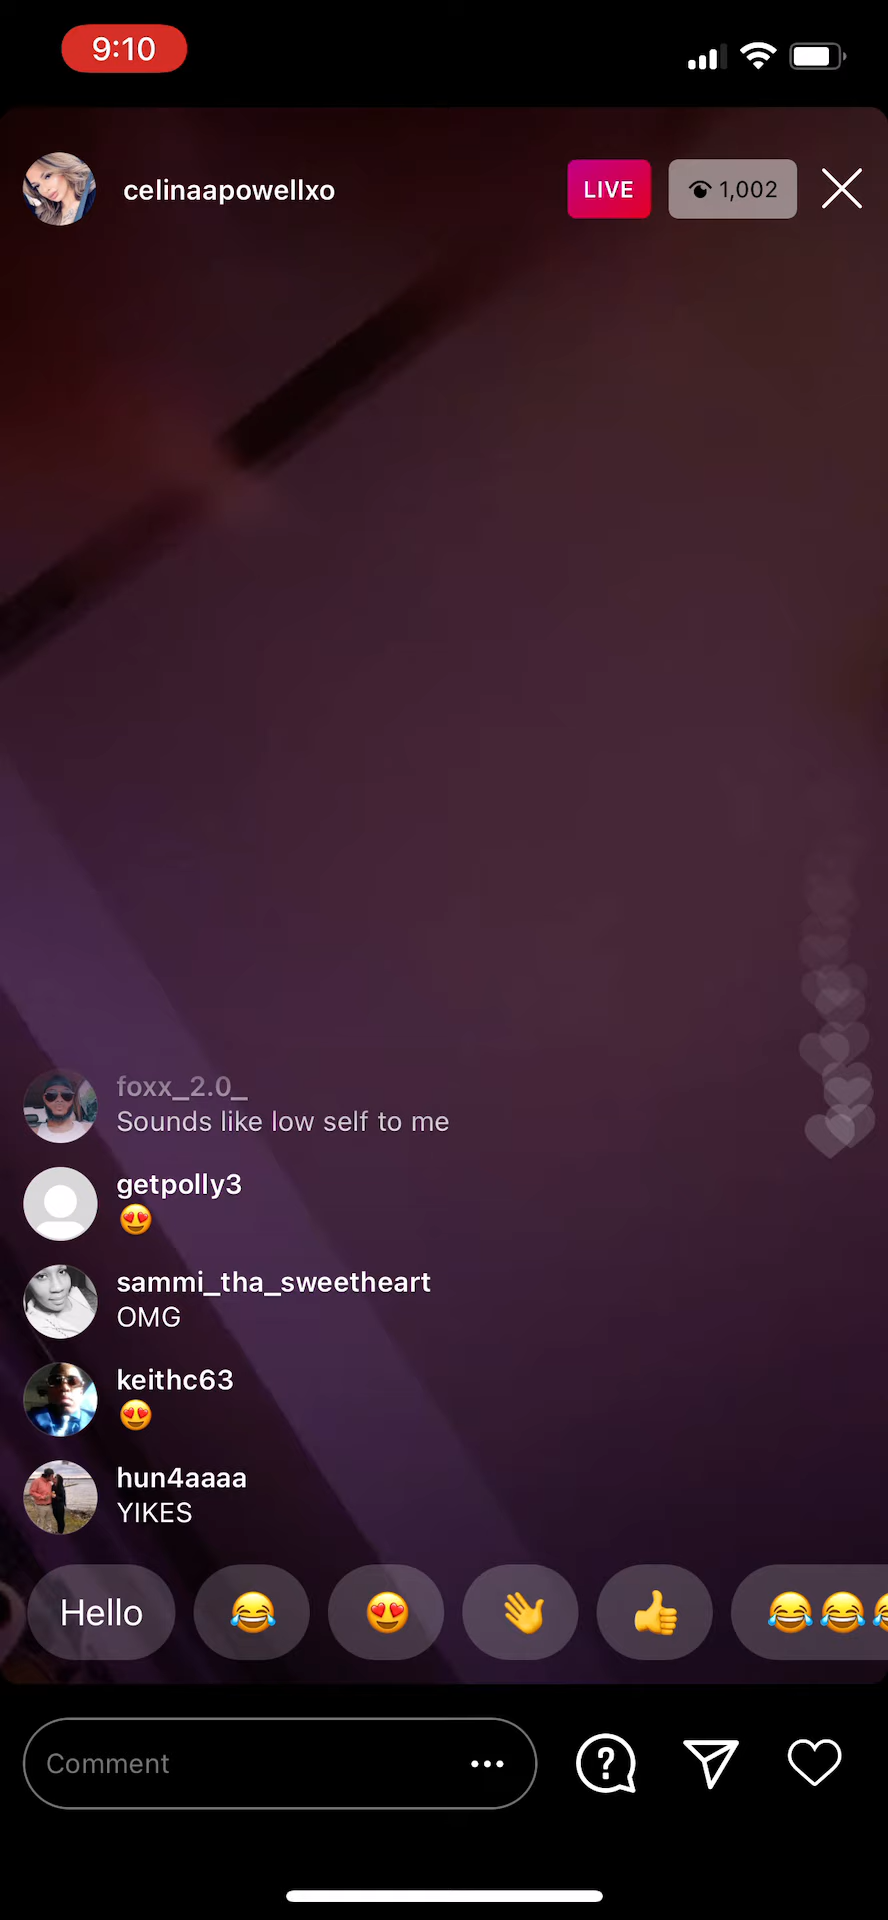 9:10
celinaapowellxo
LIVE
1,002
foxx_2.0_
Sounds like low self to me
getpolly3
😍
sammi_tha_sweetheart
OMG
keithc63
😍
hun4aaaa
YIKES
Hello 😂 😍 👋 👍 😂😂
Comment